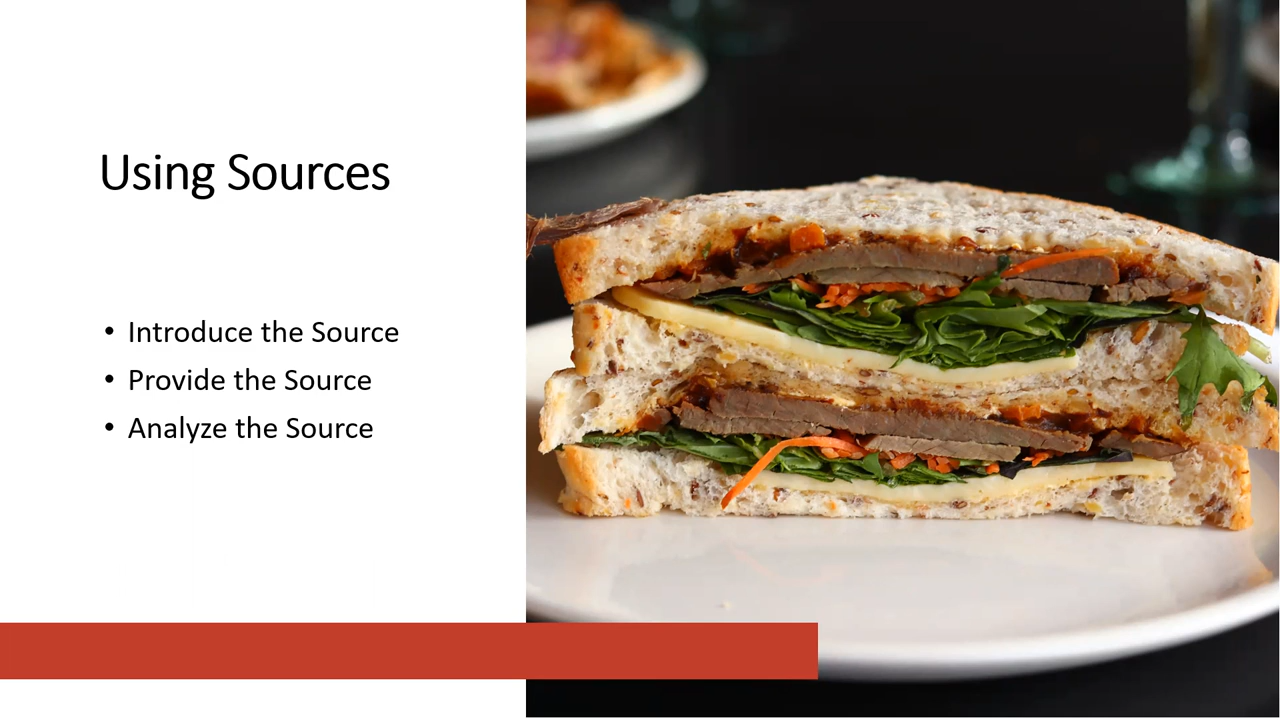 Using Sources
• Introduce the Source
• Provide the Source
• Analyze the Source